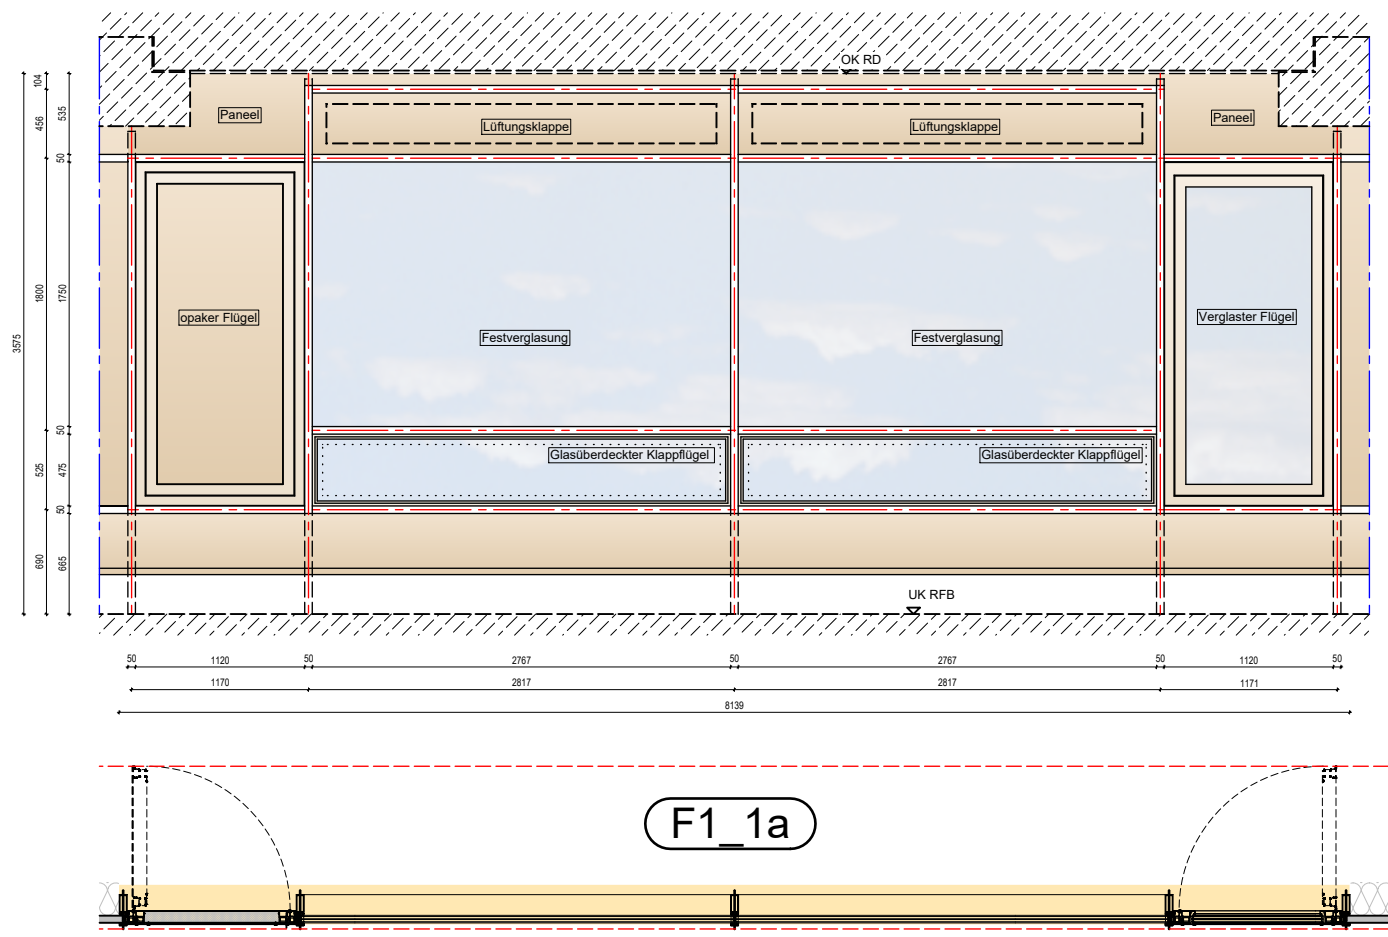 OK RD
Paneel
Lüftungsklappe
Lüftungsklappe
Paneel
opaker Flügel
Festverglasung
Festverglasung
Verglaster Flügel
Glasüberdeckter Klappflügel
Glasüberdeckter Klappflügel
UK RFB
3575
104
456
1800
525
690
535
50
1750
50
475
50
665
50 1120 50 2767 50 2767 50 1120 50
1170 2817 2817 1171
8139
F1_1a